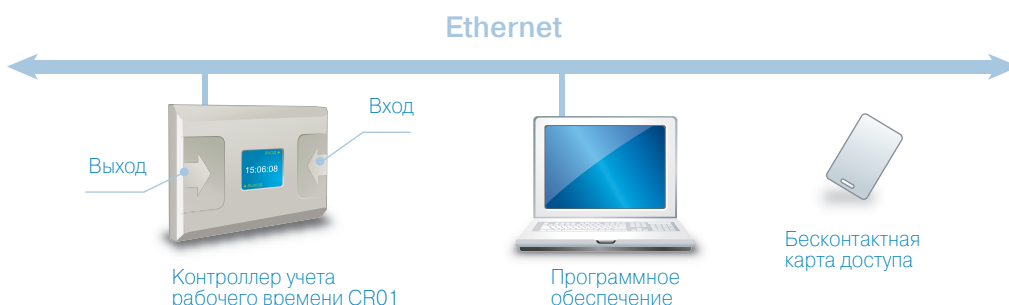 Ethernet
Вход
Выход
15:06:08
Контроллер учета
рабочего времени CR01
Программное
обеспечение
Бесконтактная
карта доступа